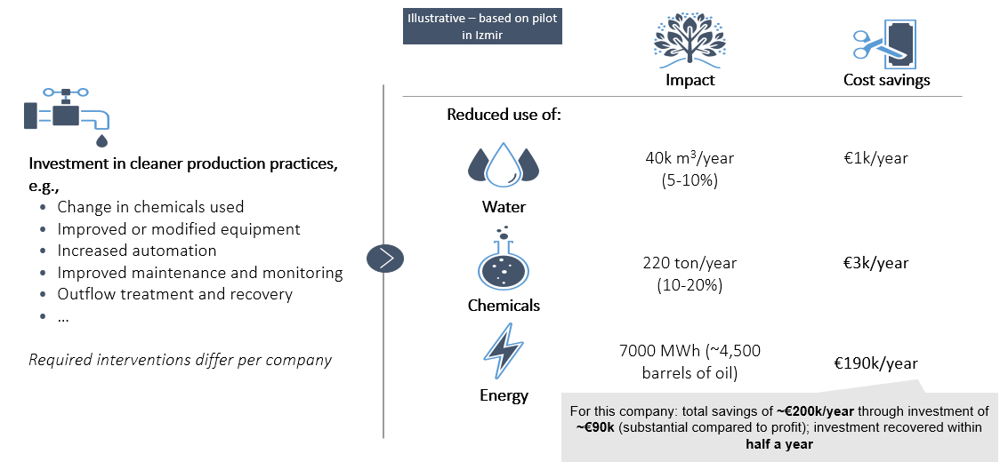 Illustrative – based on pilot
in Izmir
Impact
Cost savings
Investment in cleaner production practices,
e.g.,
• Change in chemicals used
• Improved or modified equipment
• Increased automation
• Improved maintenance and monitoring
• Outflow treatment and recovery
• ...
Required interventions differ per company
Reduced use of:
Water
40k m³/year
(5-10%)
€1k/year
Chemicals
220 ton/year
(10-20%)
€3k/year
Energy
7000 MWh (~4,500
barrels of oil)
€190k/year
For this company: total savings of ~€200k/year through investment of
~€90k (substantial compared to profit); investment recovered within
half a year